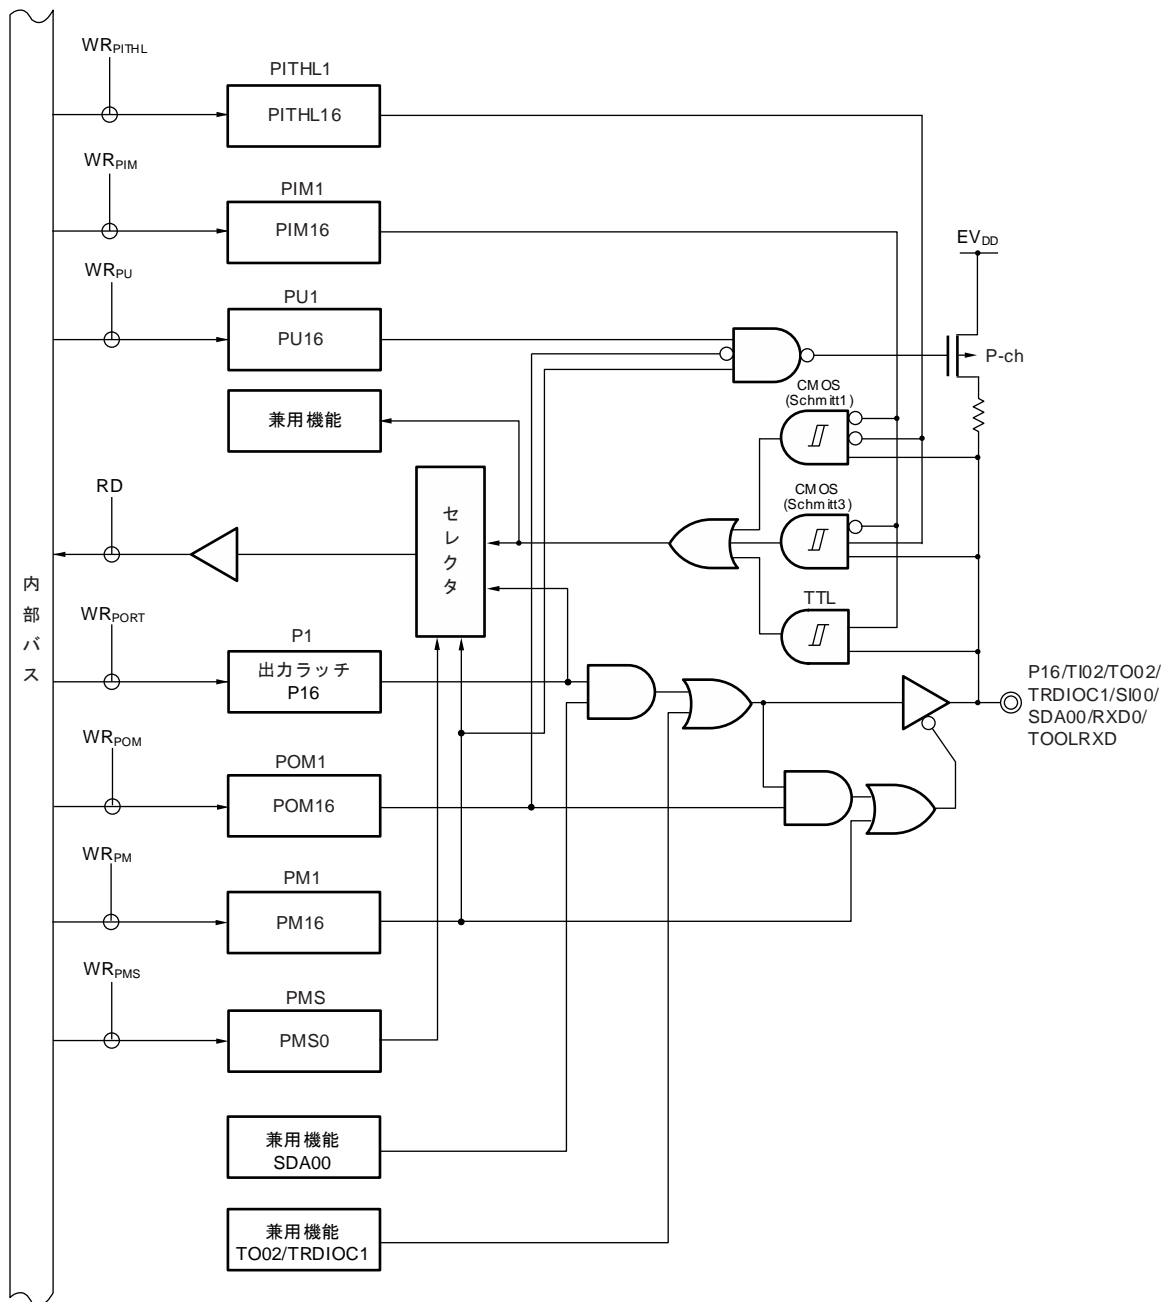 WRPITHL
PITHL1
PITHL16
WRPIM
PIM1
PIM16
EVDD
WRPU
PU1
PU16
P-ch
CMOS
(Schmitt1)
兼用機能
RD
セレクタ
CMOS
(Schmitt3)
内部バス
TTL
WRPORT
P1
出力ラッチ
P16
P16/TI02/TO02/
TRDIOC1/SI00/
SDA00/RXD0/
TOOLRXD
WRPOM
POM1
POM16
WRPM
PM1
PM16
WRPMS
PMS
PMS0
兼用機能
SDA00
兼用機能
TO02/TRDIOC1